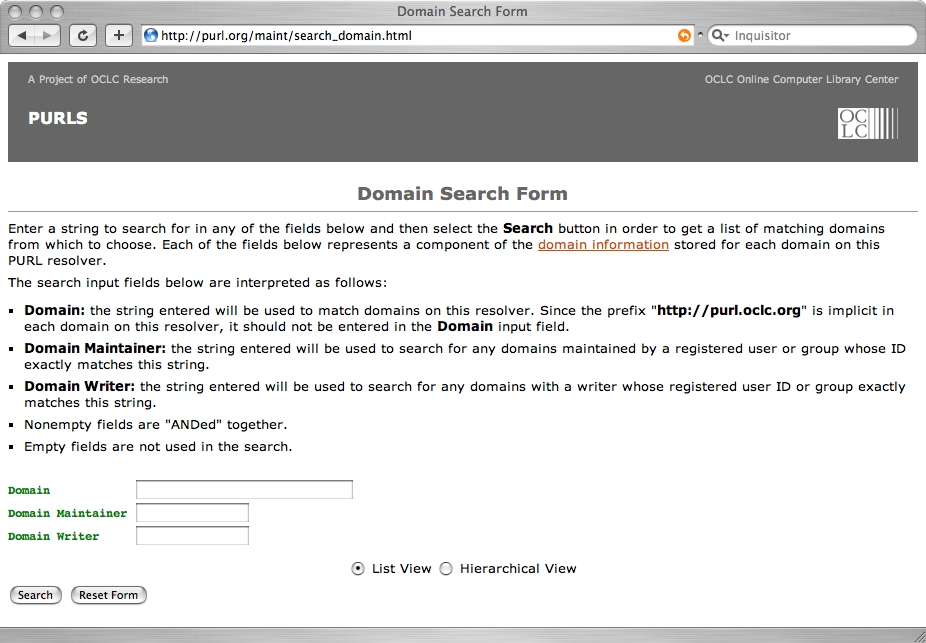 Domain Search Form
http://purl.org/maint/search_domain.html
Inquisitor
A Project of OCLC Research
OCLC Online Computer Library Center
PURLS
OC
LC
Domain Search Form
Enter a string to search for in any of the fields below and then select the Search button in order to get a list of matching domains
from which to choose. Each of the fields below represents a component of the domain information stored for each domain on this
PURL resolver.
The search input fields below are interpreted as follows:
Domain: the string entered will be used to match domains on this resolver. Since the prefix "http://purl.oclc.org" is implicit in
each domain on this resolver, it should not be entered in the Domain input field.
Domain Maintainer: the string entered will be used to search for any domains maintained by a registered user or group whose ID
exactly matches this string.
Domain Writer: the string entered will be used to search for any domains with a writer whose registered user ID or group exactly
matches this string.
Nonempty fields are "ANDed" together.
Empty fields are not used in the search.
Domain
Domain Maintainer
Domain Writer
List View Hierarchical View
Search Reset Form